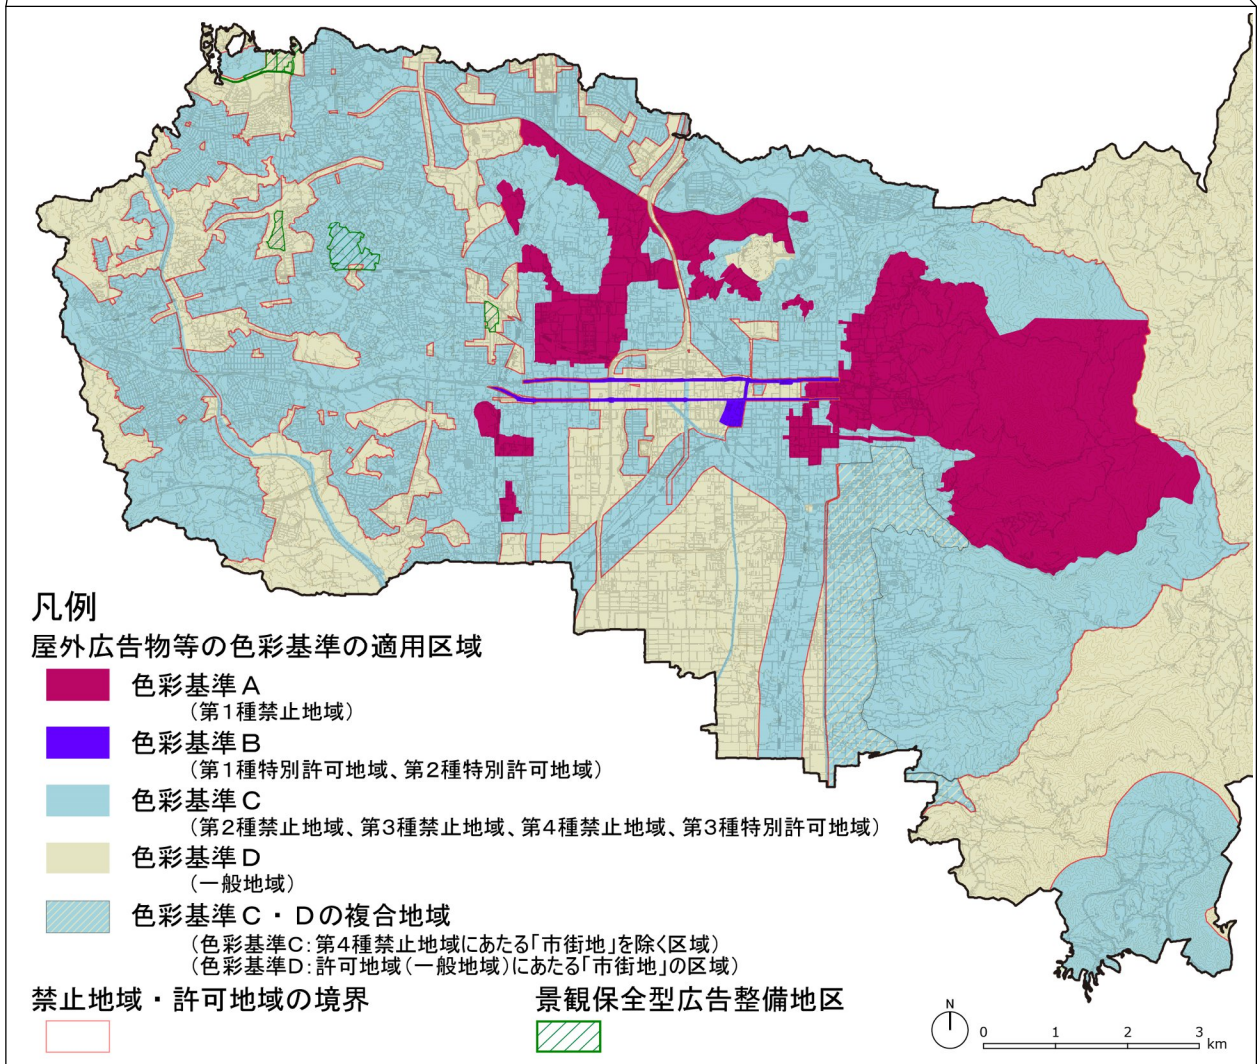 凡例
屋外広告物等の色彩基準の適用区域
色彩基準A
(第1種禁止地域)
色彩基準B
(第1種特別許可地域、第2種特別許可地域)
色彩基準C
(第2種禁止地域、第3種禁止地域、第4種禁止地域、第3種特別許可地域)
色彩基準D
(一般地域)
色彩基準C・Dの複合地域
(色彩基準C:第4種禁止地域にあたる「市街地」を除く区域)
(色彩基準D:許可地域(一般地域)にあたる「市街地」の区域)
禁止地域・許可地域の境界
景観保全型広告整備地区
N
0 1 2 3 km